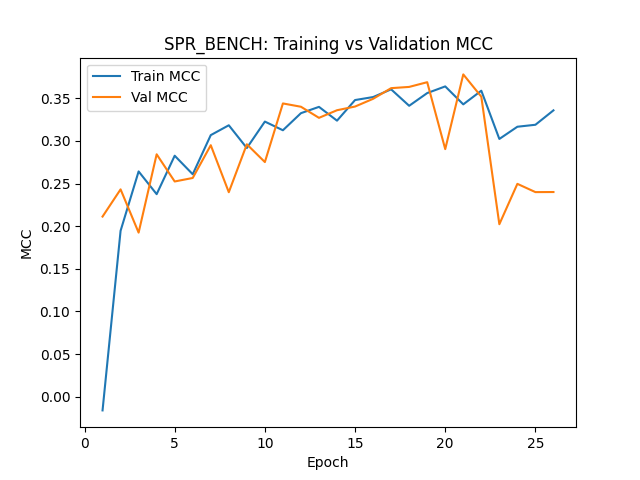 SPR_BENCH: Training vs Validation MCC
Train MCC
Val MCC
MCC
0.35
0.30
0.25
0.20
0.15
0.10
0.05
0.00
0 5 10 15 20 25
Epoch